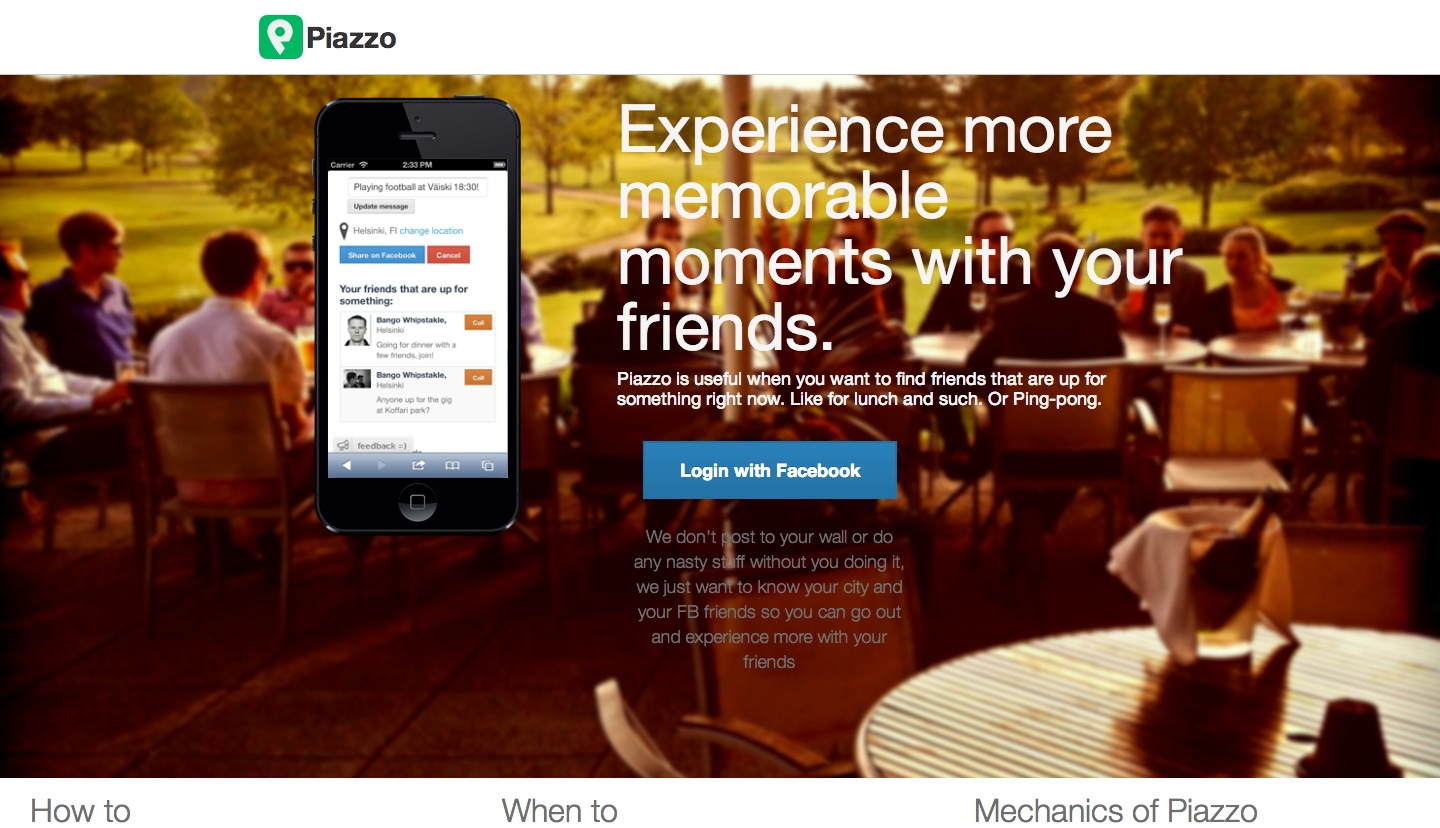 Piazzo
Carrier
2:33 PM
Playing football at Väiski 18:30!
Update message
Helsinki, FI change location
Share on Facebook
Cancel
Your friends that are up for
something:
Bango Whipstakle,
Helsinki
Call
Going for dinner with a
few friends, join!
Bango Whipstakle,
Helsinki
Call
Anyone up for the gig
at Koffari park?
feedback =)
Experience more
memorable
moments with your
friends.
Piazzo is useful when you want to find friends that are up for
something right now. Like for lunch and such. Or Ping-pong.
Login with Facebook
We don't post to your wall or do
any nasty stuff without you doing it,
we just want to know your city and
your FB friends so you can go out
and experience more with your
friends
How to
When to
Mechanics of Piazzo